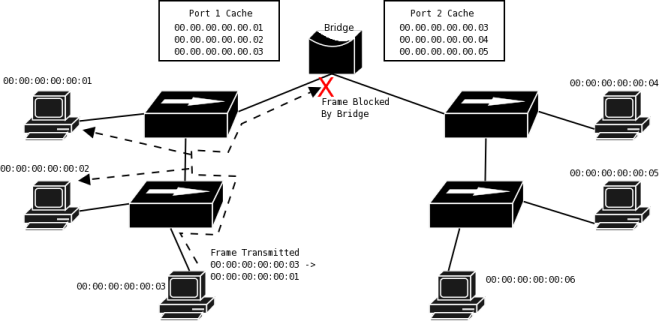 Port 1 Cache
00.00.00.00.00.01
00.00.00.00.00.02
00.00.00.00.00.03
Bridge
Port 2 Cache
00.00.00.00.00.03
00.00.00.00.00.04
00.00.00.00.00.05
00:00:00:00:00:01
00:00:00:00:00:04
Frame Blocked
By Bridge
00:00:00:00:00:02
00:00:00:00:00:05
Frame Transmitted
00:00:00:00:00:03 ->
00:00:00:00:00:01
00:00:00:00:00:03
00:00:00:00:00:06